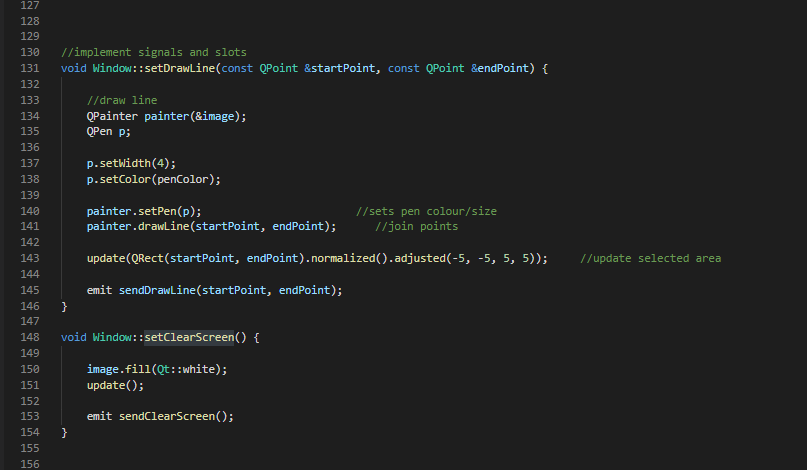 127
128
129
130 //implement signals and slots
131 void Window::setDrawLine(const QPoint &startPoint, const QPoint &endPoint) {
132
133 //draw line
134 QPainter painter(&image);
135 QPen p;
136
137 p.setWidth(4);
138 p.setColor(penColor);
139
140 painter.setPen(p); //sets pen colour/size
141 painter.drawLine(startPoint, endPoint); //join points
142
143 update(QRect(startPoint, endPoint).normalized().adjusted(-5, -5, 5, 5)); //update selected area
144
145 emit sendDrawLine(startPoint, endPoint);
146 }
147
148 void Window::setClearScreen() {
149
150 image.fill(Qt::white);
151 update();
152
153 emit sendClearScreen();
154 }
155
156